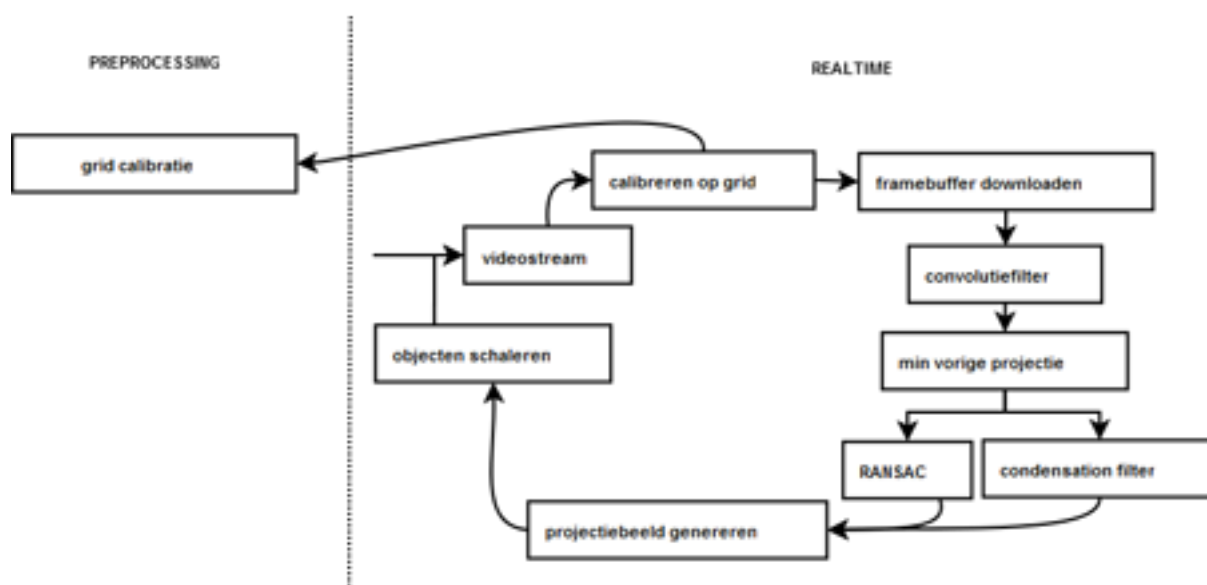 PREPROCESSING
REALTIME
grid calibratie
calibreren op grid
framebuffer downloaden
videostream
convolutiefilter
objecten schaleren
min vorige projectie
RANSAC
condensation filter
projectiebeeld genereren